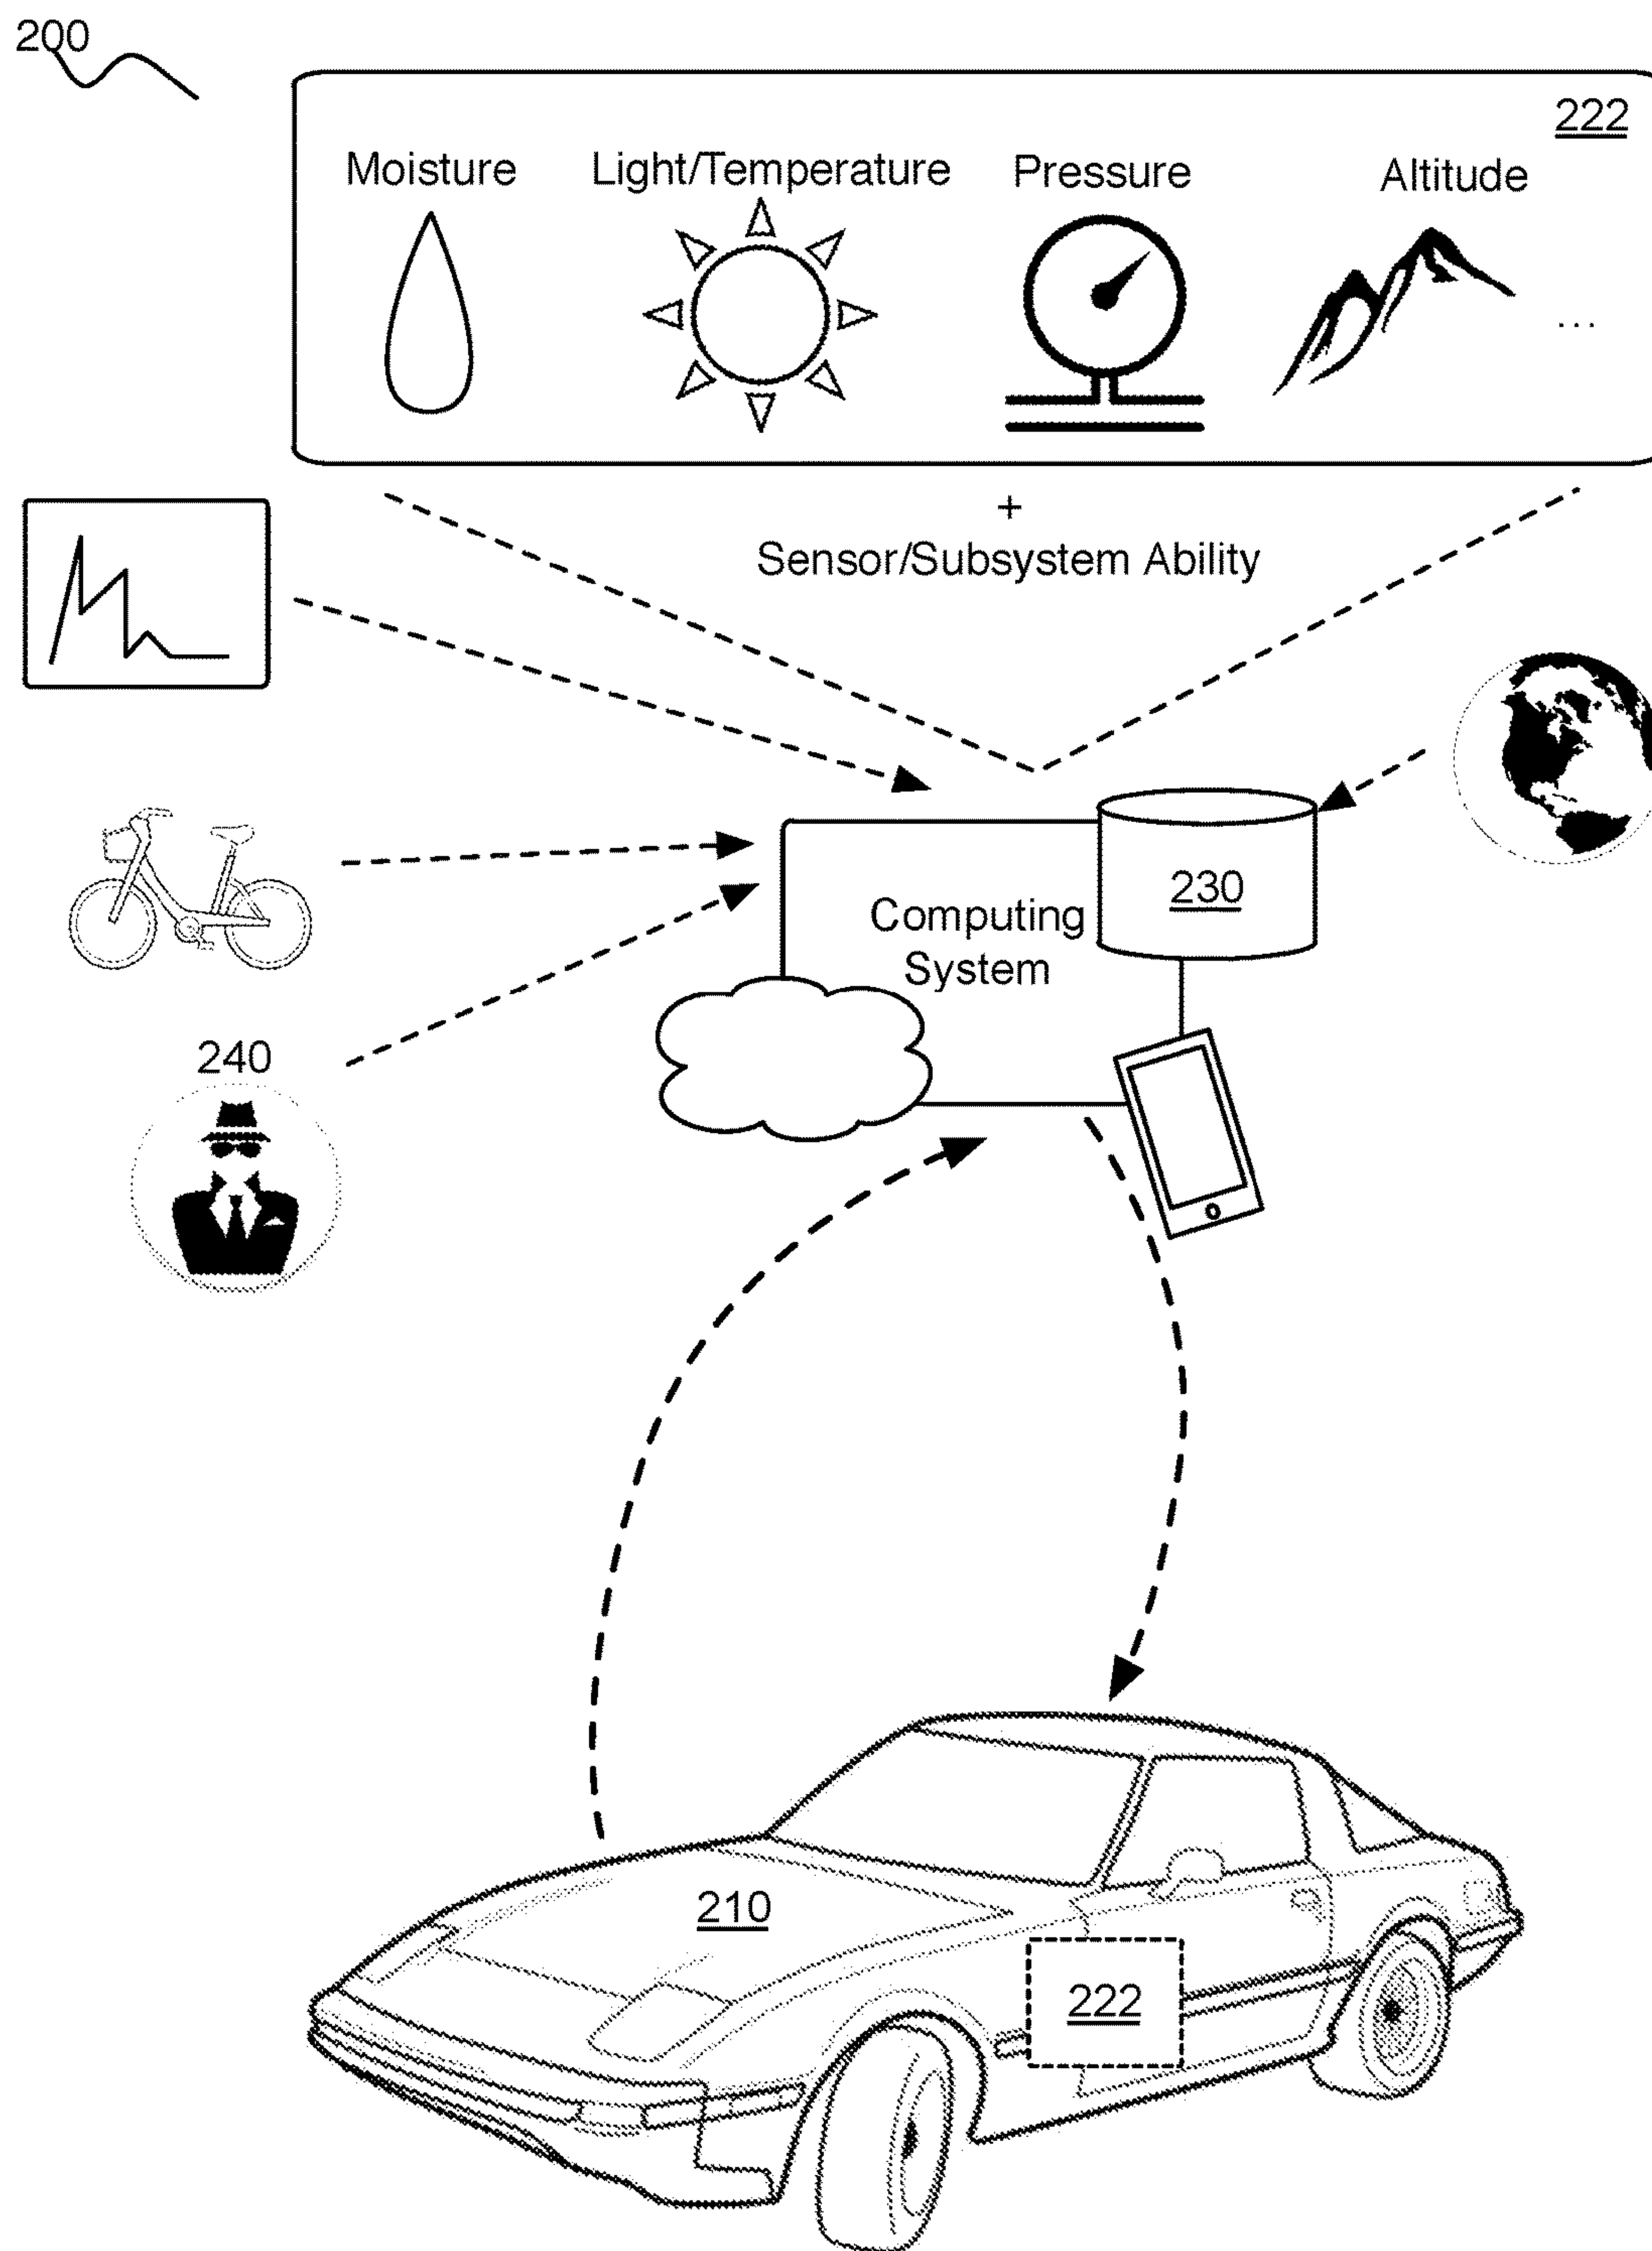 200
222
Moisture Light/Temperature Pressure Altitude
...
+
Sensor/Subsystem Ability
230
Computing
System
240
210
222